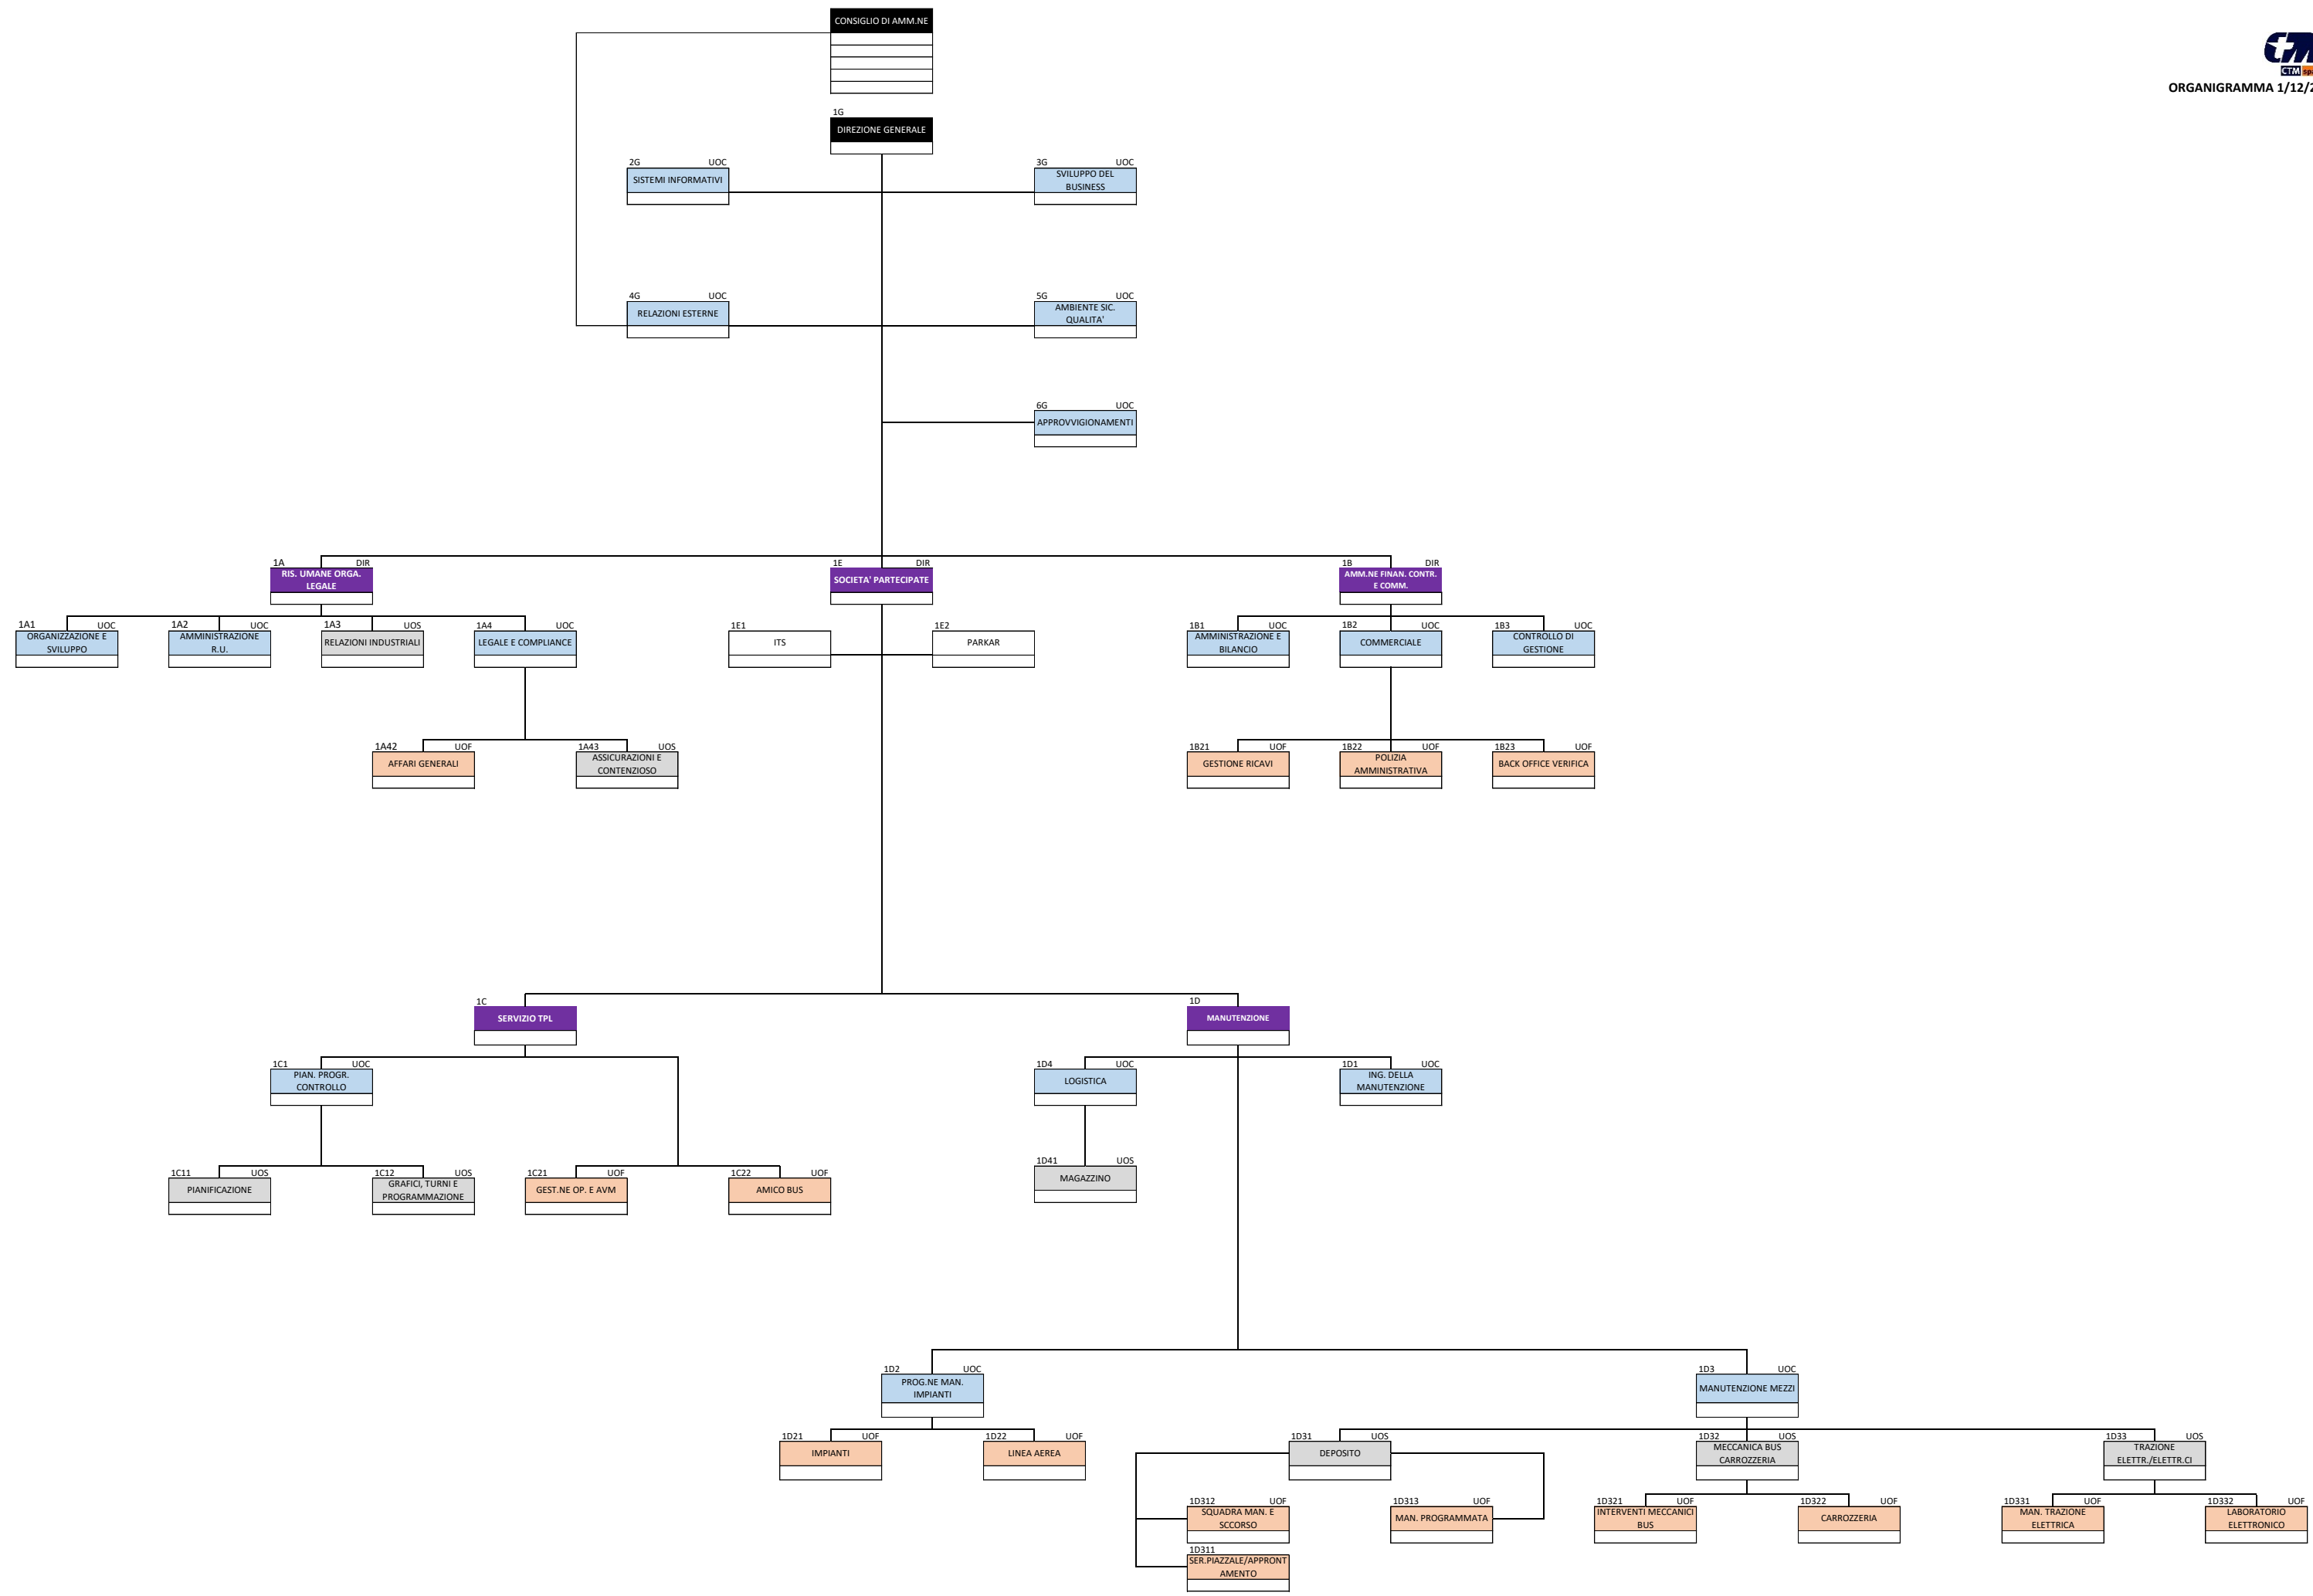 CONSIGLIO DI AMM.NE
CTM spa
ORGANIGRAMMA 1/12/2
1G
DIREZIONE GENERALE
2G UOC
SISTEMI INFORMATIVI
3G UOC
SVILUPPO DEL
BUSINESS
4G UOC
RELAZIONI ESTERNE
5G UOC
AMBIENTE SIC.
QUALITA'
6G UOC
APPROVVIGIONAMENTI
1A DIR
RIS. UMANE ORGA.
LEGALE
1E DIR
SOCIETA' PARTECIPATE
1B DIR
AMM.NE FINAN. CONTR.
E COMM.
1A1 UOC
ORGANIZZAZIONE E
SVILUPPO
1A2 UOC
AMMINISTRAZIONE
R.U.
1A3 UOS
RELAZIONI INDUSTRIALI
1A4 UOC
LEGALE E COMPLIANCE
1E1
ITS
1E2
PARKAR
1B1 UOC
AMMINISTRAZIONE E
BILANCIO
1B2 UOC
COMMERCIALE
1B3 UOC
CONTROLLO DI
GESTIONE
1A42 UOF
AFFARI GENERALI
1A43 UOS
ASSICURAZIONI E
CONTENZIOSO
1B21 UOF
GESTIONE RICAVI
1B22 UOF
POLIZIA
AMMINISTRATIVA
1B23 UOF
BACK OFFICE VERIFICA
1C
SERVIZIO TPL
1D
MANUTENZIONE
1C1 UOC
PIAN. PROGR.
CONTROLLO
1D4 UOC
LOGISTICA
1D1 UOC
ING. DELLA
MANUTENZIONE
1C11 UOS
PIANIFICAZIONE
1C12 UOS
GRAFICI, TURNI E
PROGRAMMAZIONE
1C21 UOF
GEST.NE OP. E AVM
1C22 UOF
AMICO BUS
1D41 UOS
MAGAZZINO
1D2 UOC
PROG.NE MAN.
IMPIANTI
1D3 UOC
MANUTENZIONE MEZZI
1D21 UOF
IMPIANTI
1D22 UOF
LINEA AEREA
1D31 UOS
DEPOSITO
1D32 UOS
MECCANICA BUS
CARROZZERIA
1D33 UOS
TRAZIONE
ELETTR./ELETTR.CI
1D312 UOF
SQUADRA MAN. E
SCCORSO
1D313 UOF
MAN. PROGRAMMATA
1D321 UOF
INTERVENTI MECCANICI
BUS
1D322 UOF
CARROZZERIA
1D331 UOF
MAN. TRAZIONE
ELETTRICA
1D332 UOF
LABORATORIO
ELETTRONICO
1D311
SER.PIAZZALE/APPRONT
AMENTO